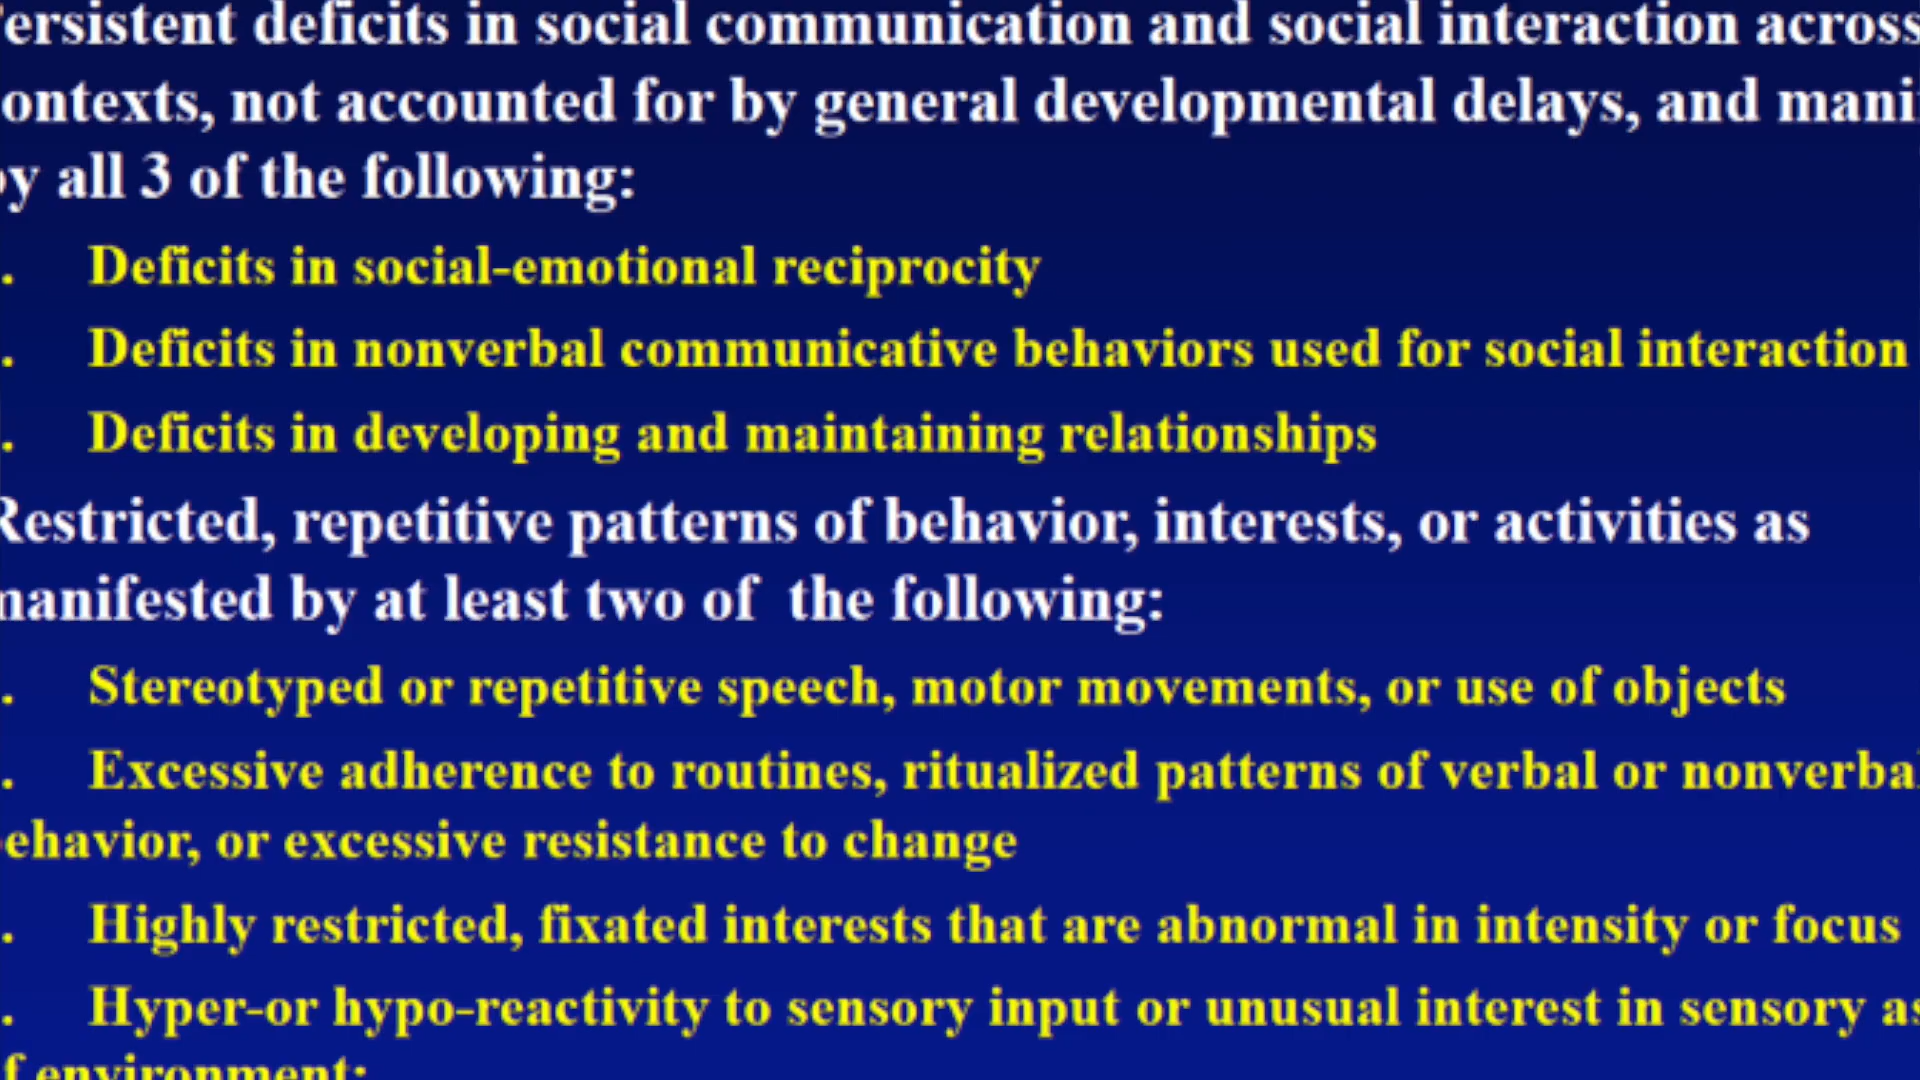 ersistent deficits in social communication and social interaction across
ontexts, not accounted for by general developmental delays, and mani
by all 3 of the following:
. Deficits in social-emotional reciprocity
. Deficits in nonverbal communicative behaviors used for social interaction
. Deficits in developing and maintaining relationships
Restricted, repetitive patterns of behavior, interests, or activities as
manifested by at least two of the following:
. Stereotyped or repetitive speech, motor movements, or use of objects
. Excessive adherence to routines, ritualized patterns of verbal or nonverbal
ehavior, or excessive resistance to change
. Highly restricted, fixated interests that are abnormal in intensity or focus
. Hyper-or hypo-reactivity to sensory input or unusual interest in sensory as
f environment;